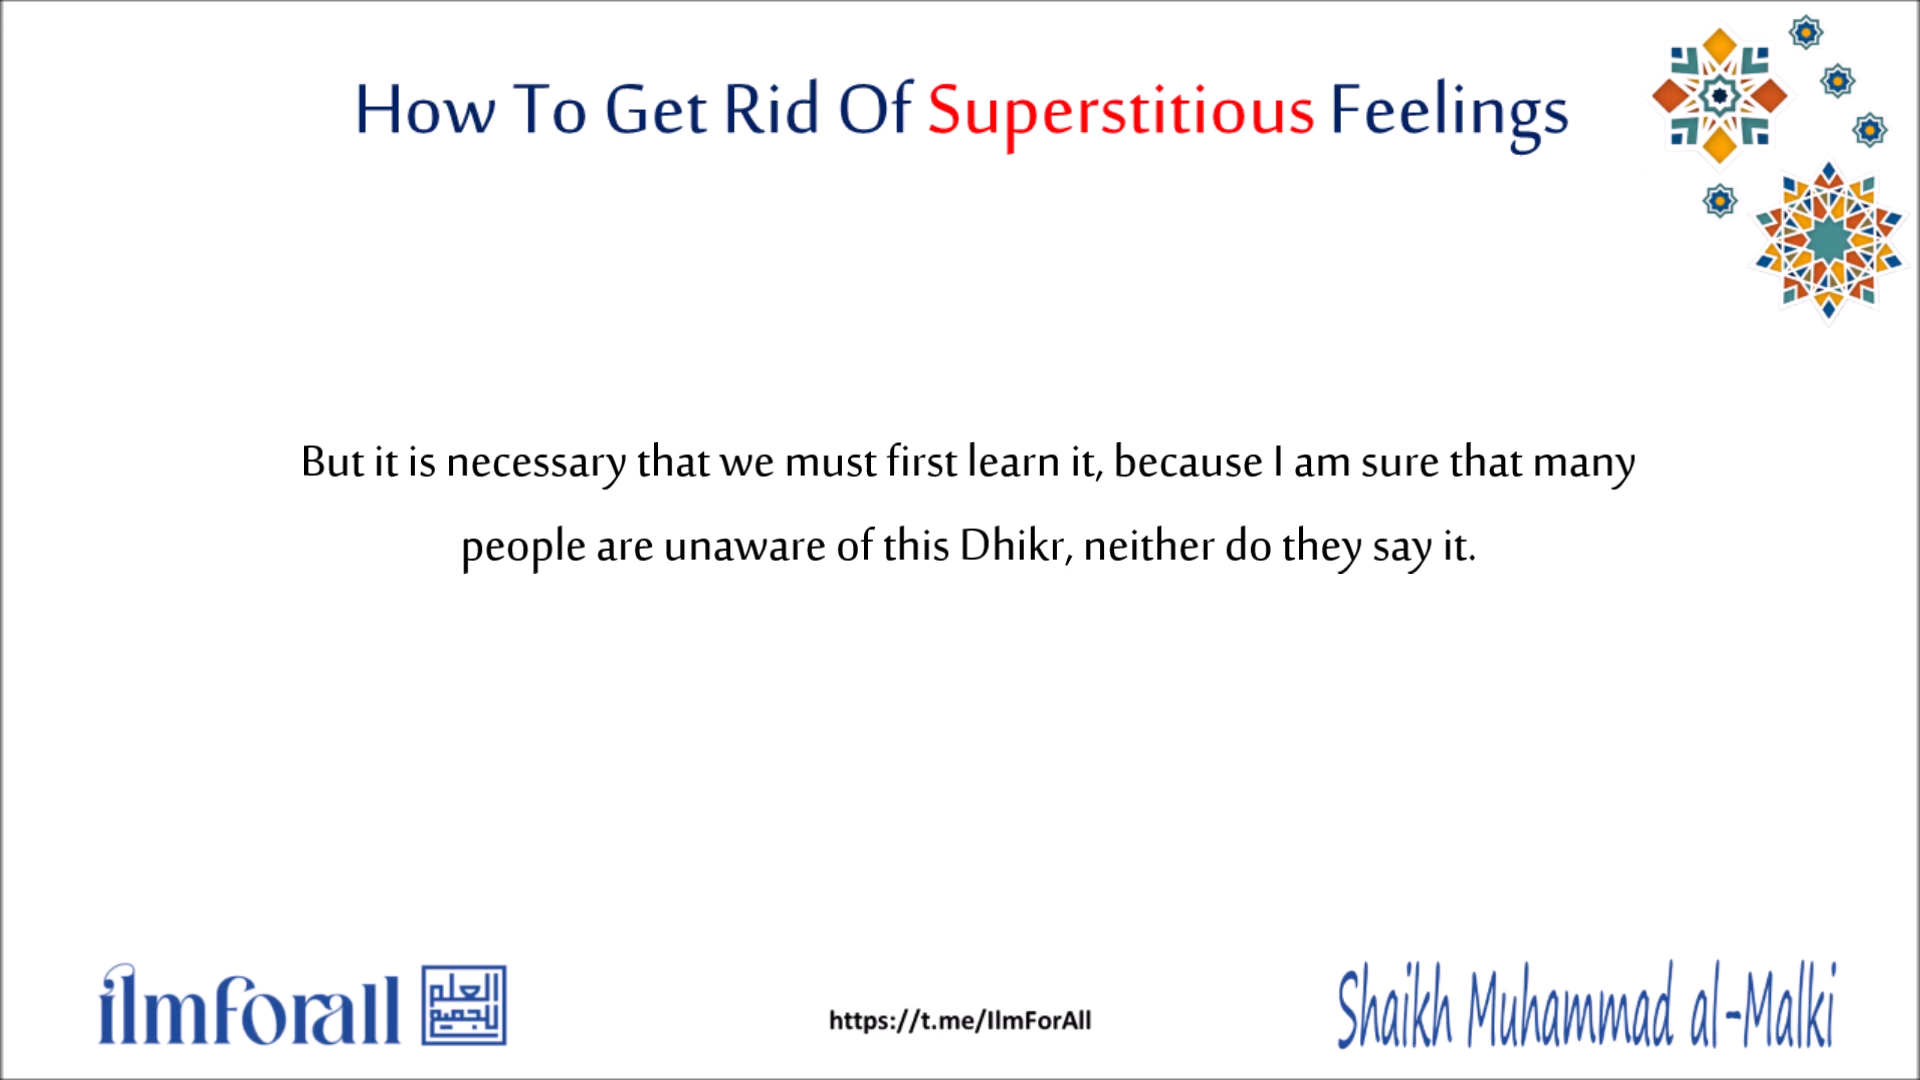 How To Get Rid Of Superstitious Feelings
But it is necessary that we must first learn it, because I am sure that many
people are unaware of this Dhikr, neither do they say it.
ilmforall
العلم
للجميع
https://t.me/IlmForAll
Shaikh Muhammad al-Malki